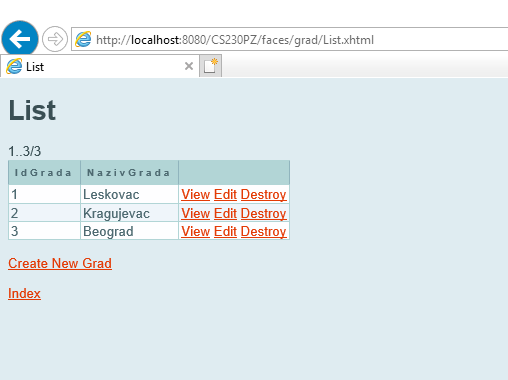 http://localhost:8080/CS230PZ/faces/grad/List.xhtml
List
List
1..3/3
IdGrada NazivGrada
1 Leskovac View Edit Destroy
2 Kragujevac View Edit Destroy
3 Beograd View Edit Destroy
Create New Grad
Index